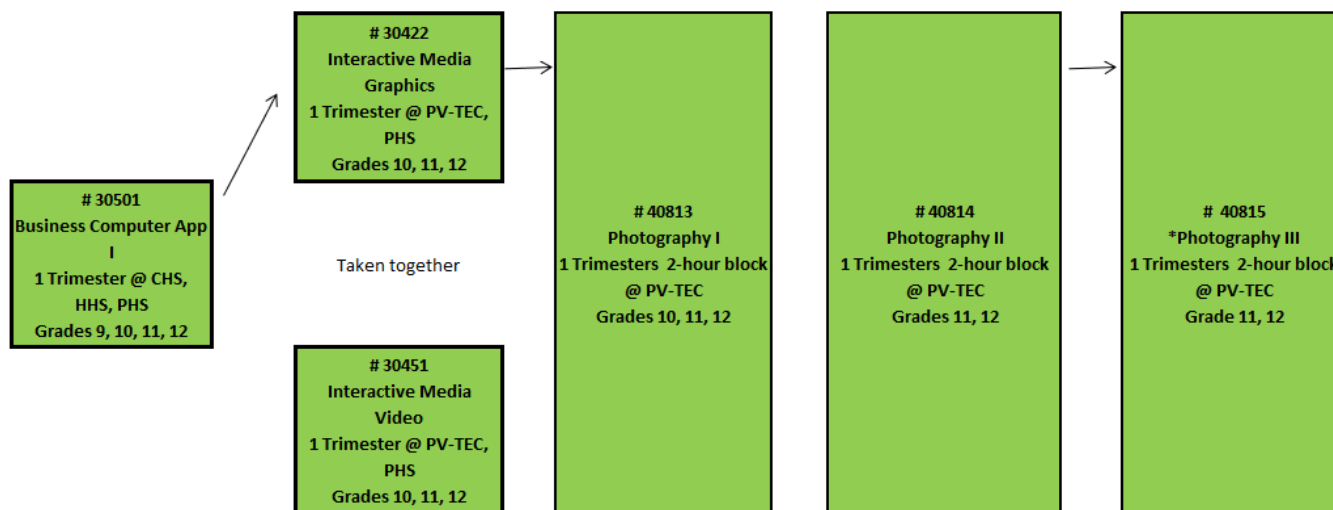 # 30501
Business Computer App
I
1 Trimester @ CHS,
HHS, PHS
Grades 9, 10, 11, 12
# 30422
Interactive Media
Graphics
1 Trimester @ PV-TEC,
PHS
Grades 10, 11, 12
Taken together
# 30451
Interactive Media
Video
1 Trimester @ PV-TEC,
PHS
Grades 10, 11, 12
# 40813
Photography I
1 Trimesters 2-hour block
@ PV-TEC
Grades 10, 11, 12
# 40814
Photography II
1 Trimesters 2-hour block
@ PV-TEC
Grades 11, 12
# 40815
*Photography III
1 Trimesters 2-hour block
@ PV-TEC
Grade 11, 12